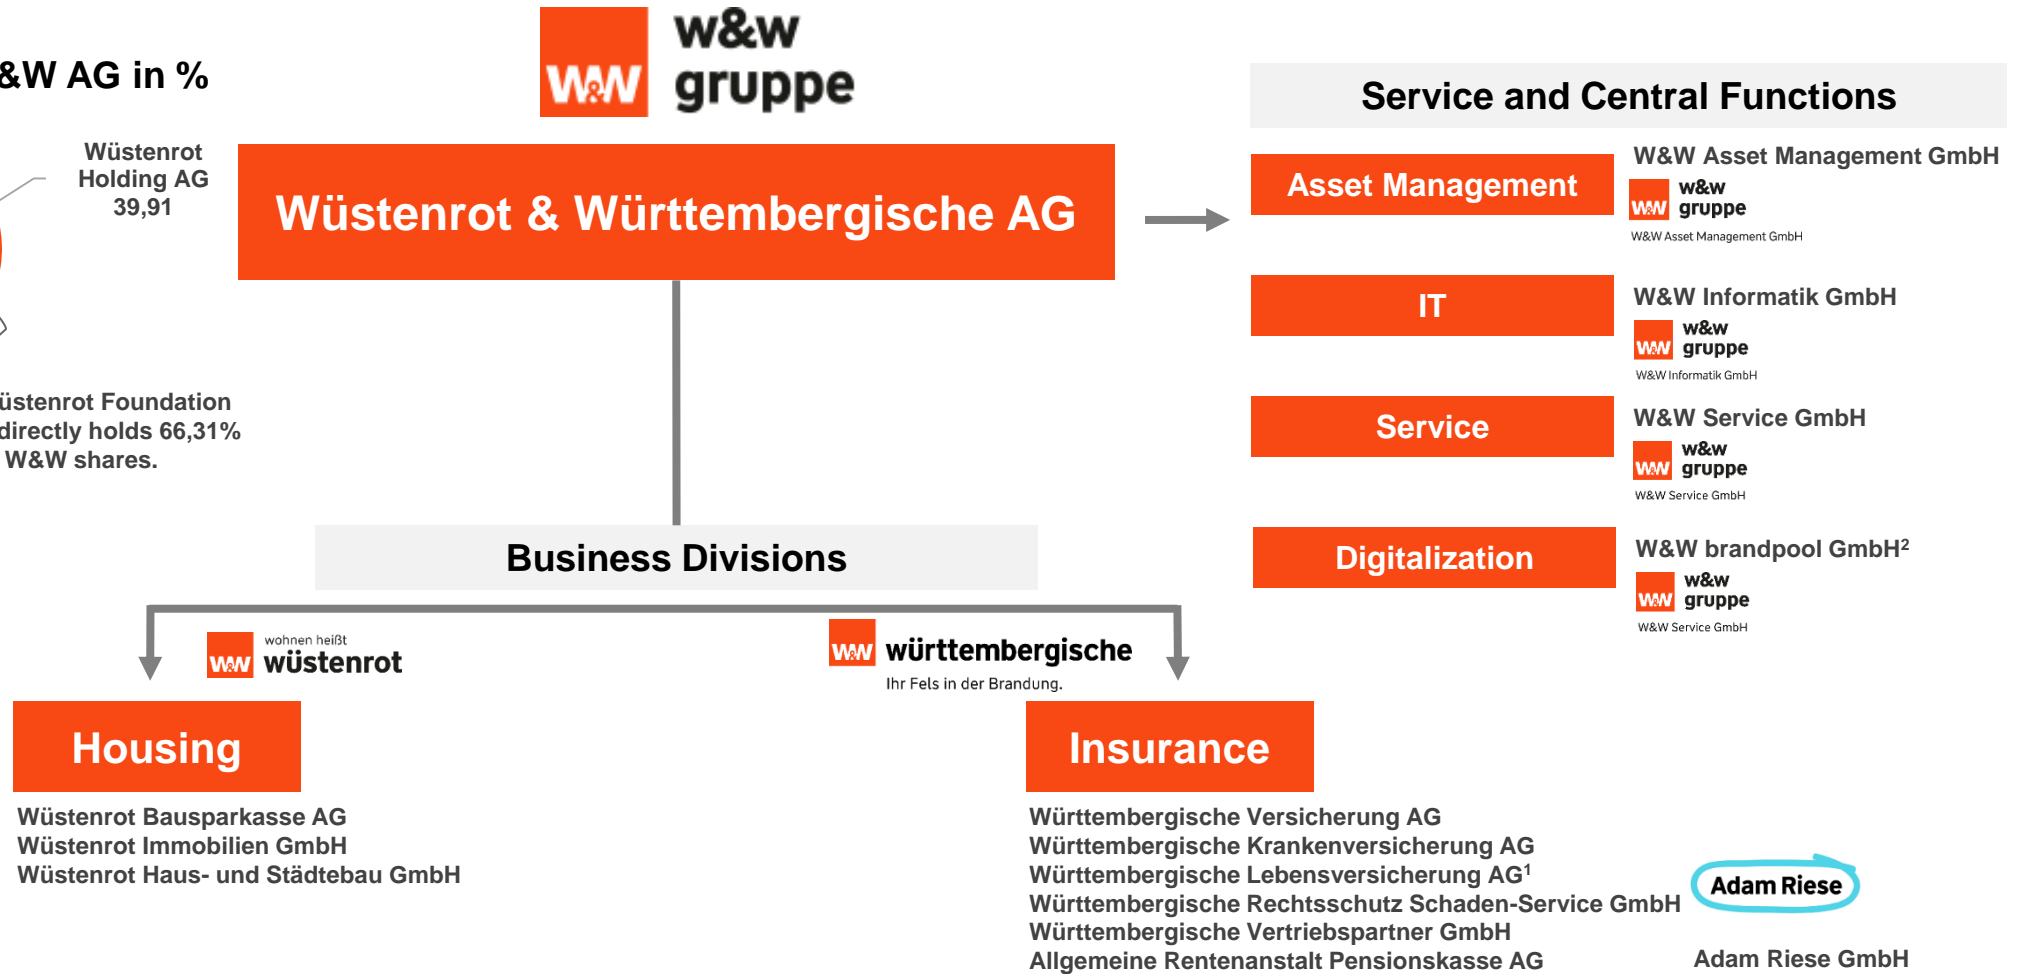 &W AG in %
Wüstenrot
Holding AG
39,91
üstenrot Foundation
directly holds 66,31%
W&W shares.
W&W
w&w
gruppe
Wüstenrot & Württembergische AG
Service and Central Functions
Asset Management
W&W Asset Management GmbH
W&W
w&w
gruppe
W&W Asset Management GmbH
IT
W&W Informatik GmbH
W&W
w&w
gruppe
W&W Informatik GmbH
Service
W&W Service GmbH
W&W
w&w
gruppe
W&W Service GmbH
Digitalization
W&W brandpool GmbH²
W&W
w&w
gruppe
W&W Service GmbH
Business Divisions
W&W
wohnen heißt
wüstenrot
W&W
württembergische
Ihr Fels in der Brandung.
Housing
Wüstenrot Bausparkasse AG
Wüstenrot Immobilien GmbH
Wüstenrot Haus- und Städtebau GmbH
Insurance
Württembergische Versicherung AG
Württembergische Krankenversicherung AG
Württembergische Lebensversicherung AG¹
Württembergische Rechtsschutz Schaden-Service GmbH
Württembergische Vertriebspartner GmbH
Allgemeine Rentenanstalt Pensionskasse AG
Adam Riese
Adam Riese GmbH